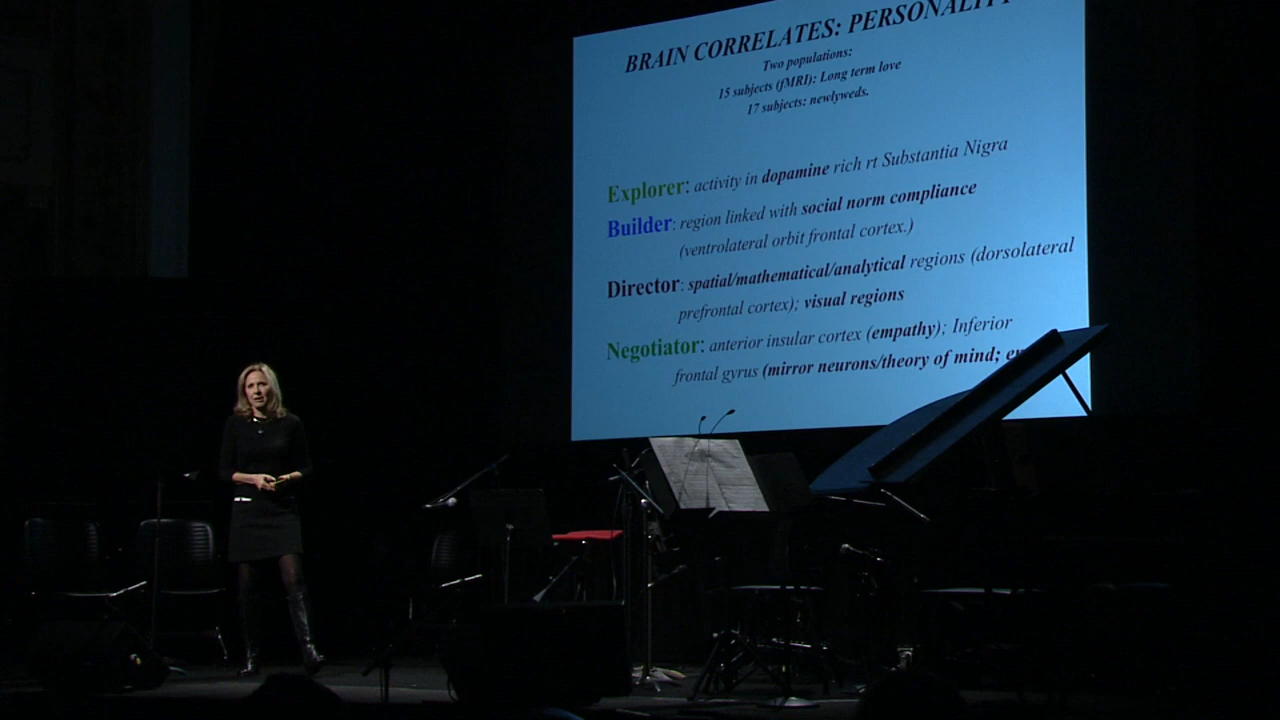 BRAIN CORRELATES: PERSONALITY
Two populations:
15 subjects (fMRI): Long term love
17 subjects: newlyweds.
Explorer: activity in dopamine rich rt Substantia Nigra
Builder: region linked with social norm compliance
(ventrolateral orbit frontal cortex.)
Director: spatial/mathematical/analytical regions (dorsolateral
prefrontal cortex); visual regions
Negotiator: anterior insular cortex (empathy); Inferior
frontal gyrus (mirror neurons/theory of mind;